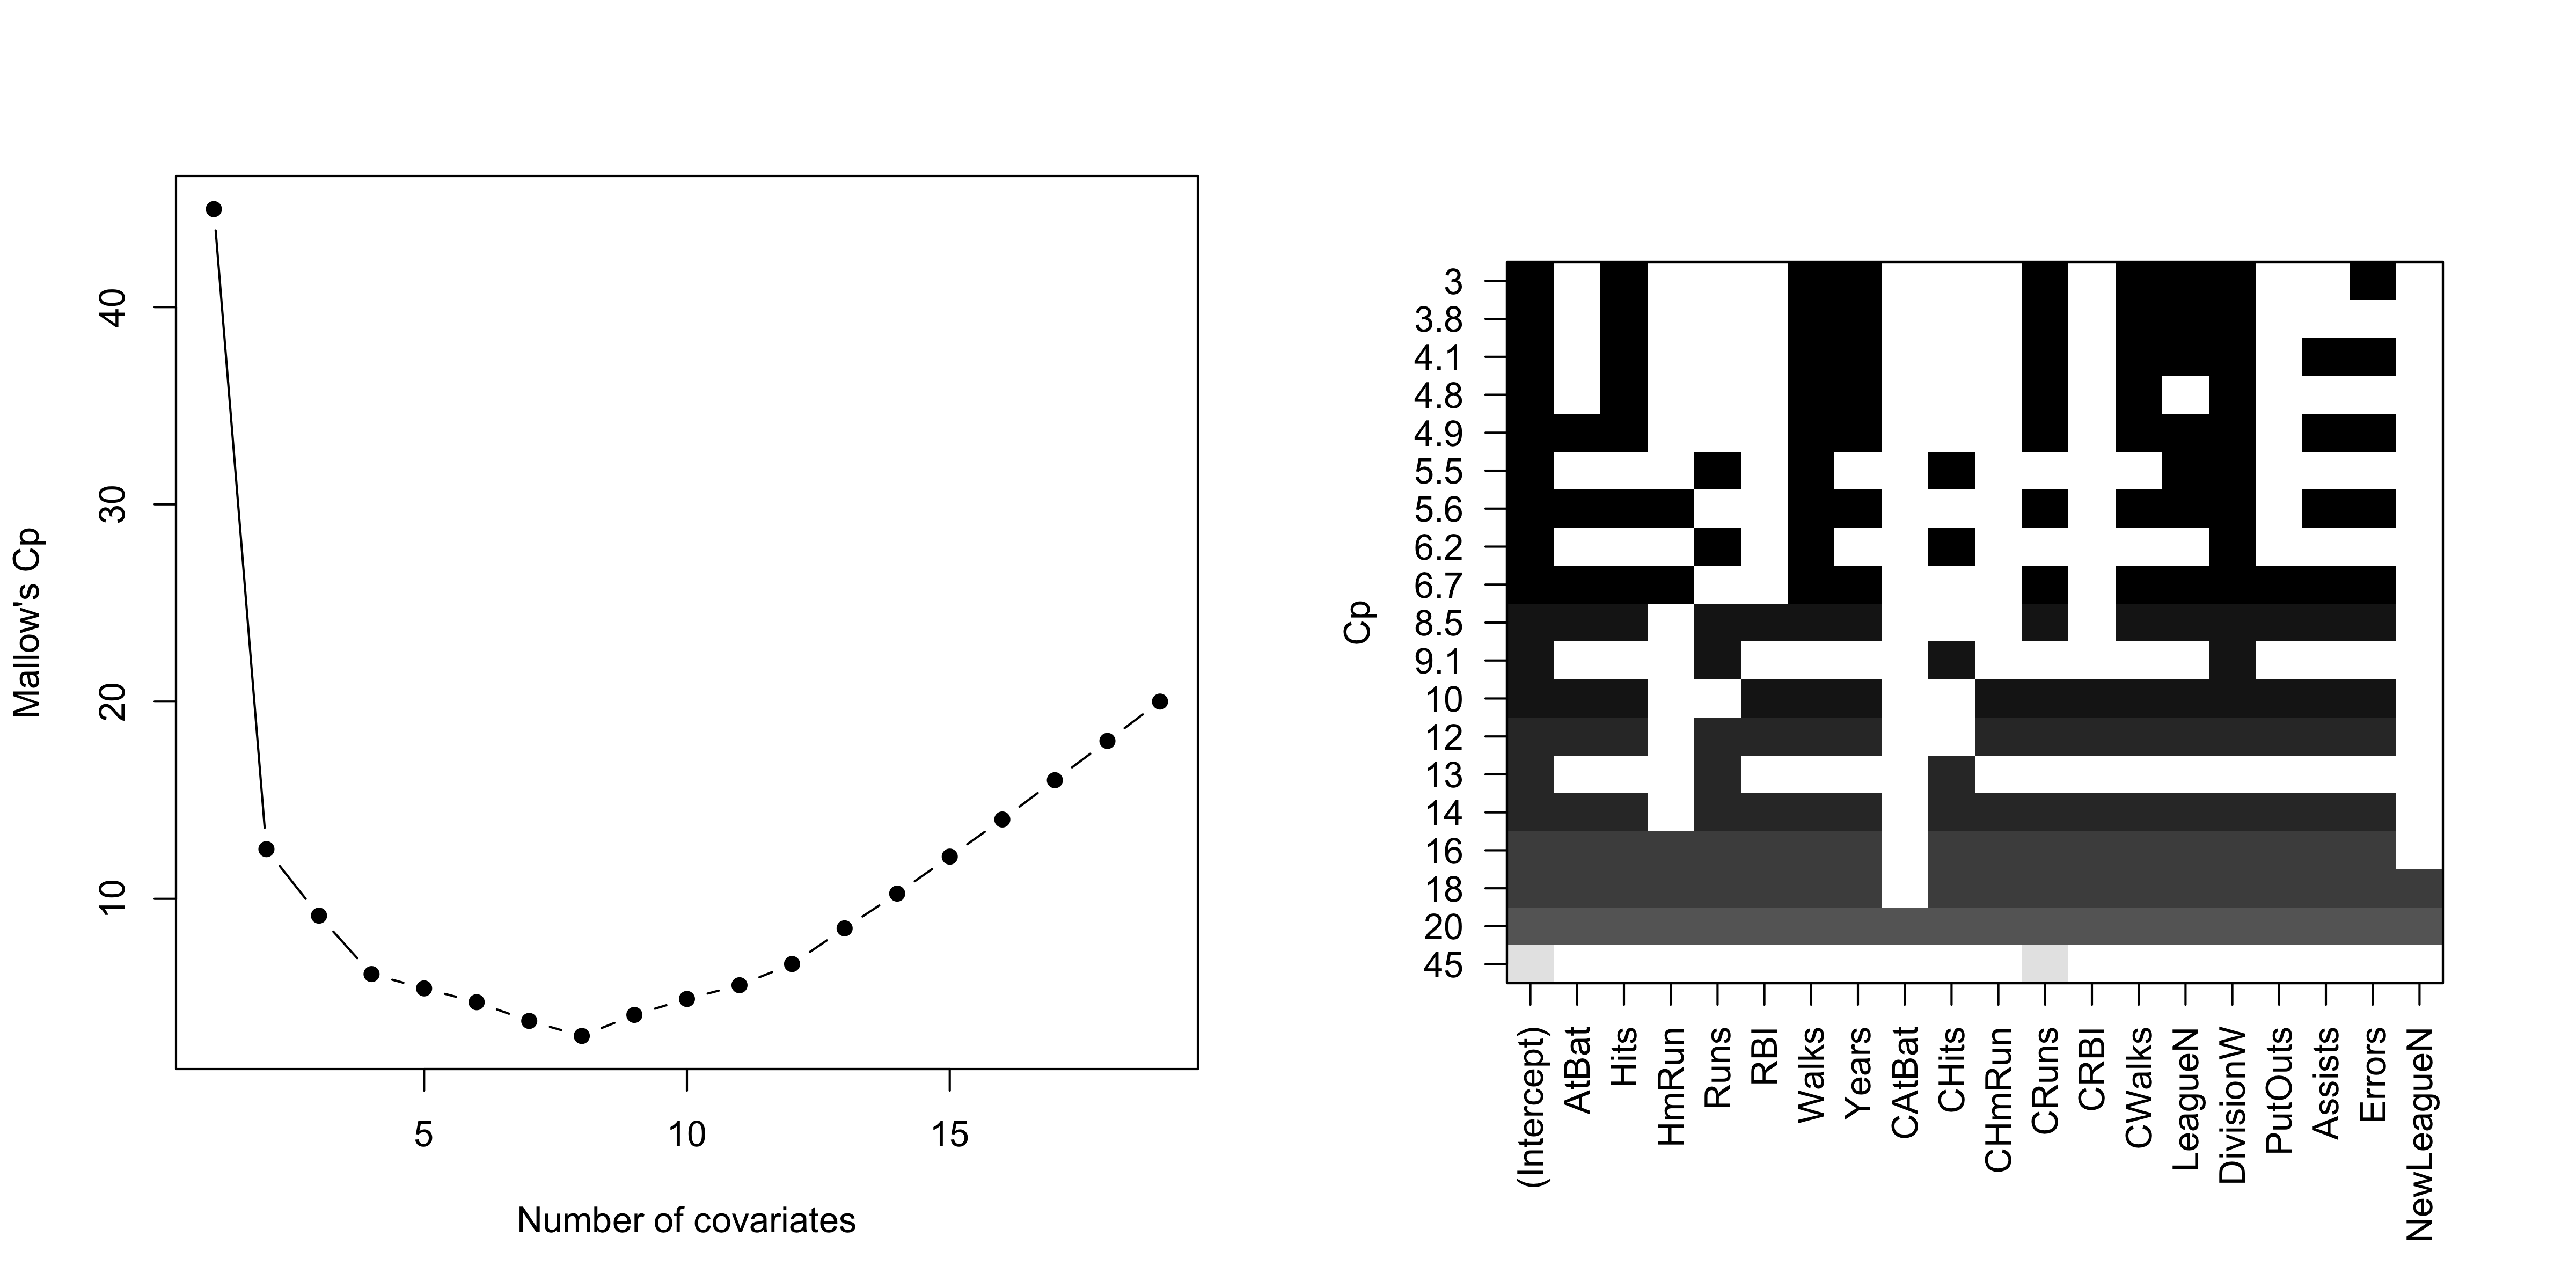 Mallow's Cp
40
30
20
10
5
10
15
Number of covariates
Cp
3
3.8
4.1
4.8
4.9
5.5
5.6
6.2
6.7
8.5
9.1
10
12
13
14
16
18
20
45
(Intercept)
AtBat
Hits
HmRun
Runs
RBI
Walks
Years
CAtBat
CHits
CHmRun
CRuns
CRBI
CWalks
LeagueN
DivisionW
PutOuts
Assists
Errors
NewLeagueN